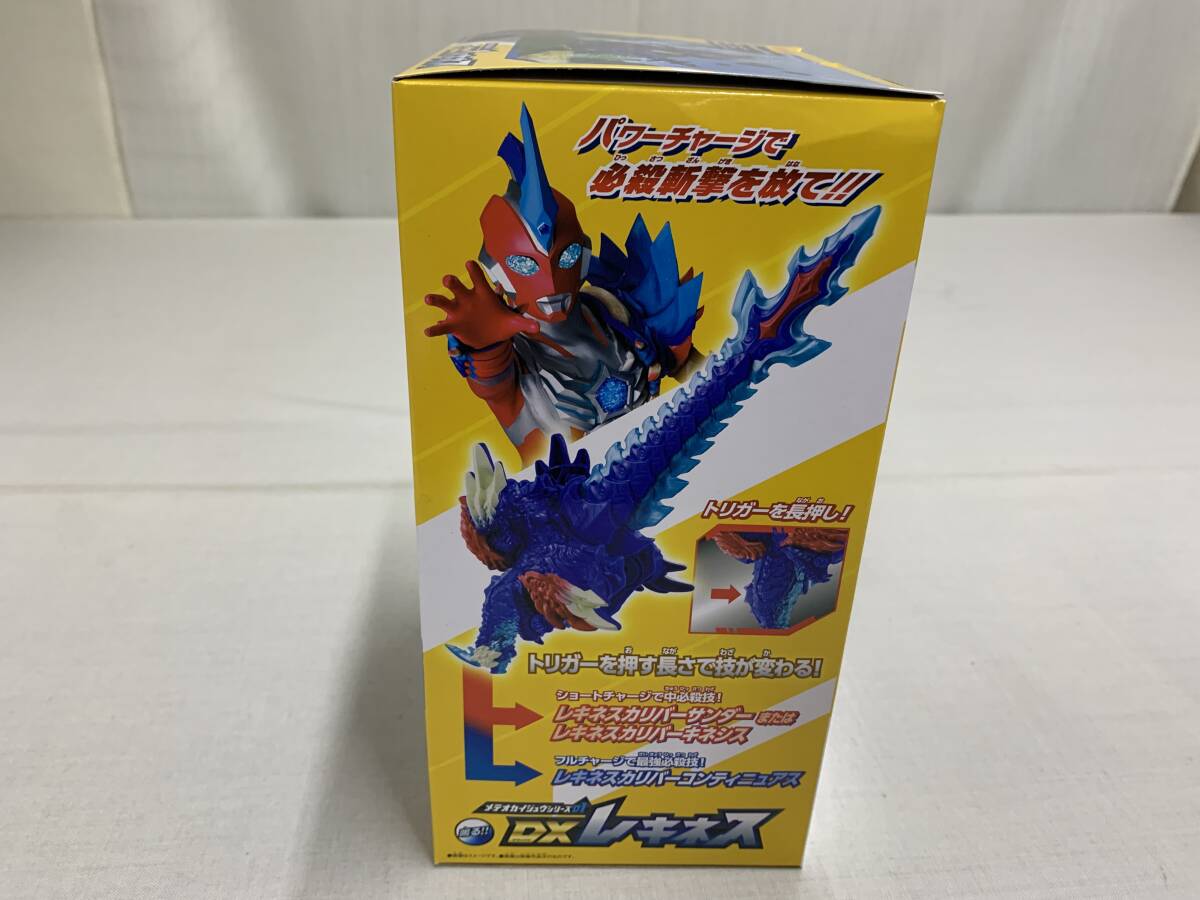 パワーチャージで
必殺斬撃を放て!!
トリガーを長押し!
トリガーを押す長さで技が変わる!
ショートチャージで中必殺技!
レキネスカリバーサンダー または
レキネスカリバーキネンス
フルチャージで最強必殺技!
レキネスカリバーコンティニュアス
メテオカイジュウシリーズ01
DXレキネス